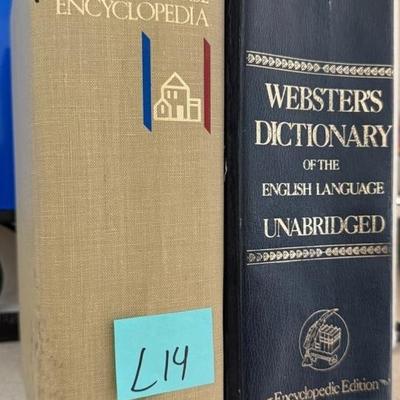 ENCYCLOPEDIA
L14
WEBSTER'S
DICTIONARY
OF THE
ENGLISH LANGUAGE
UNABRIDGED
Encyclopedic Edition